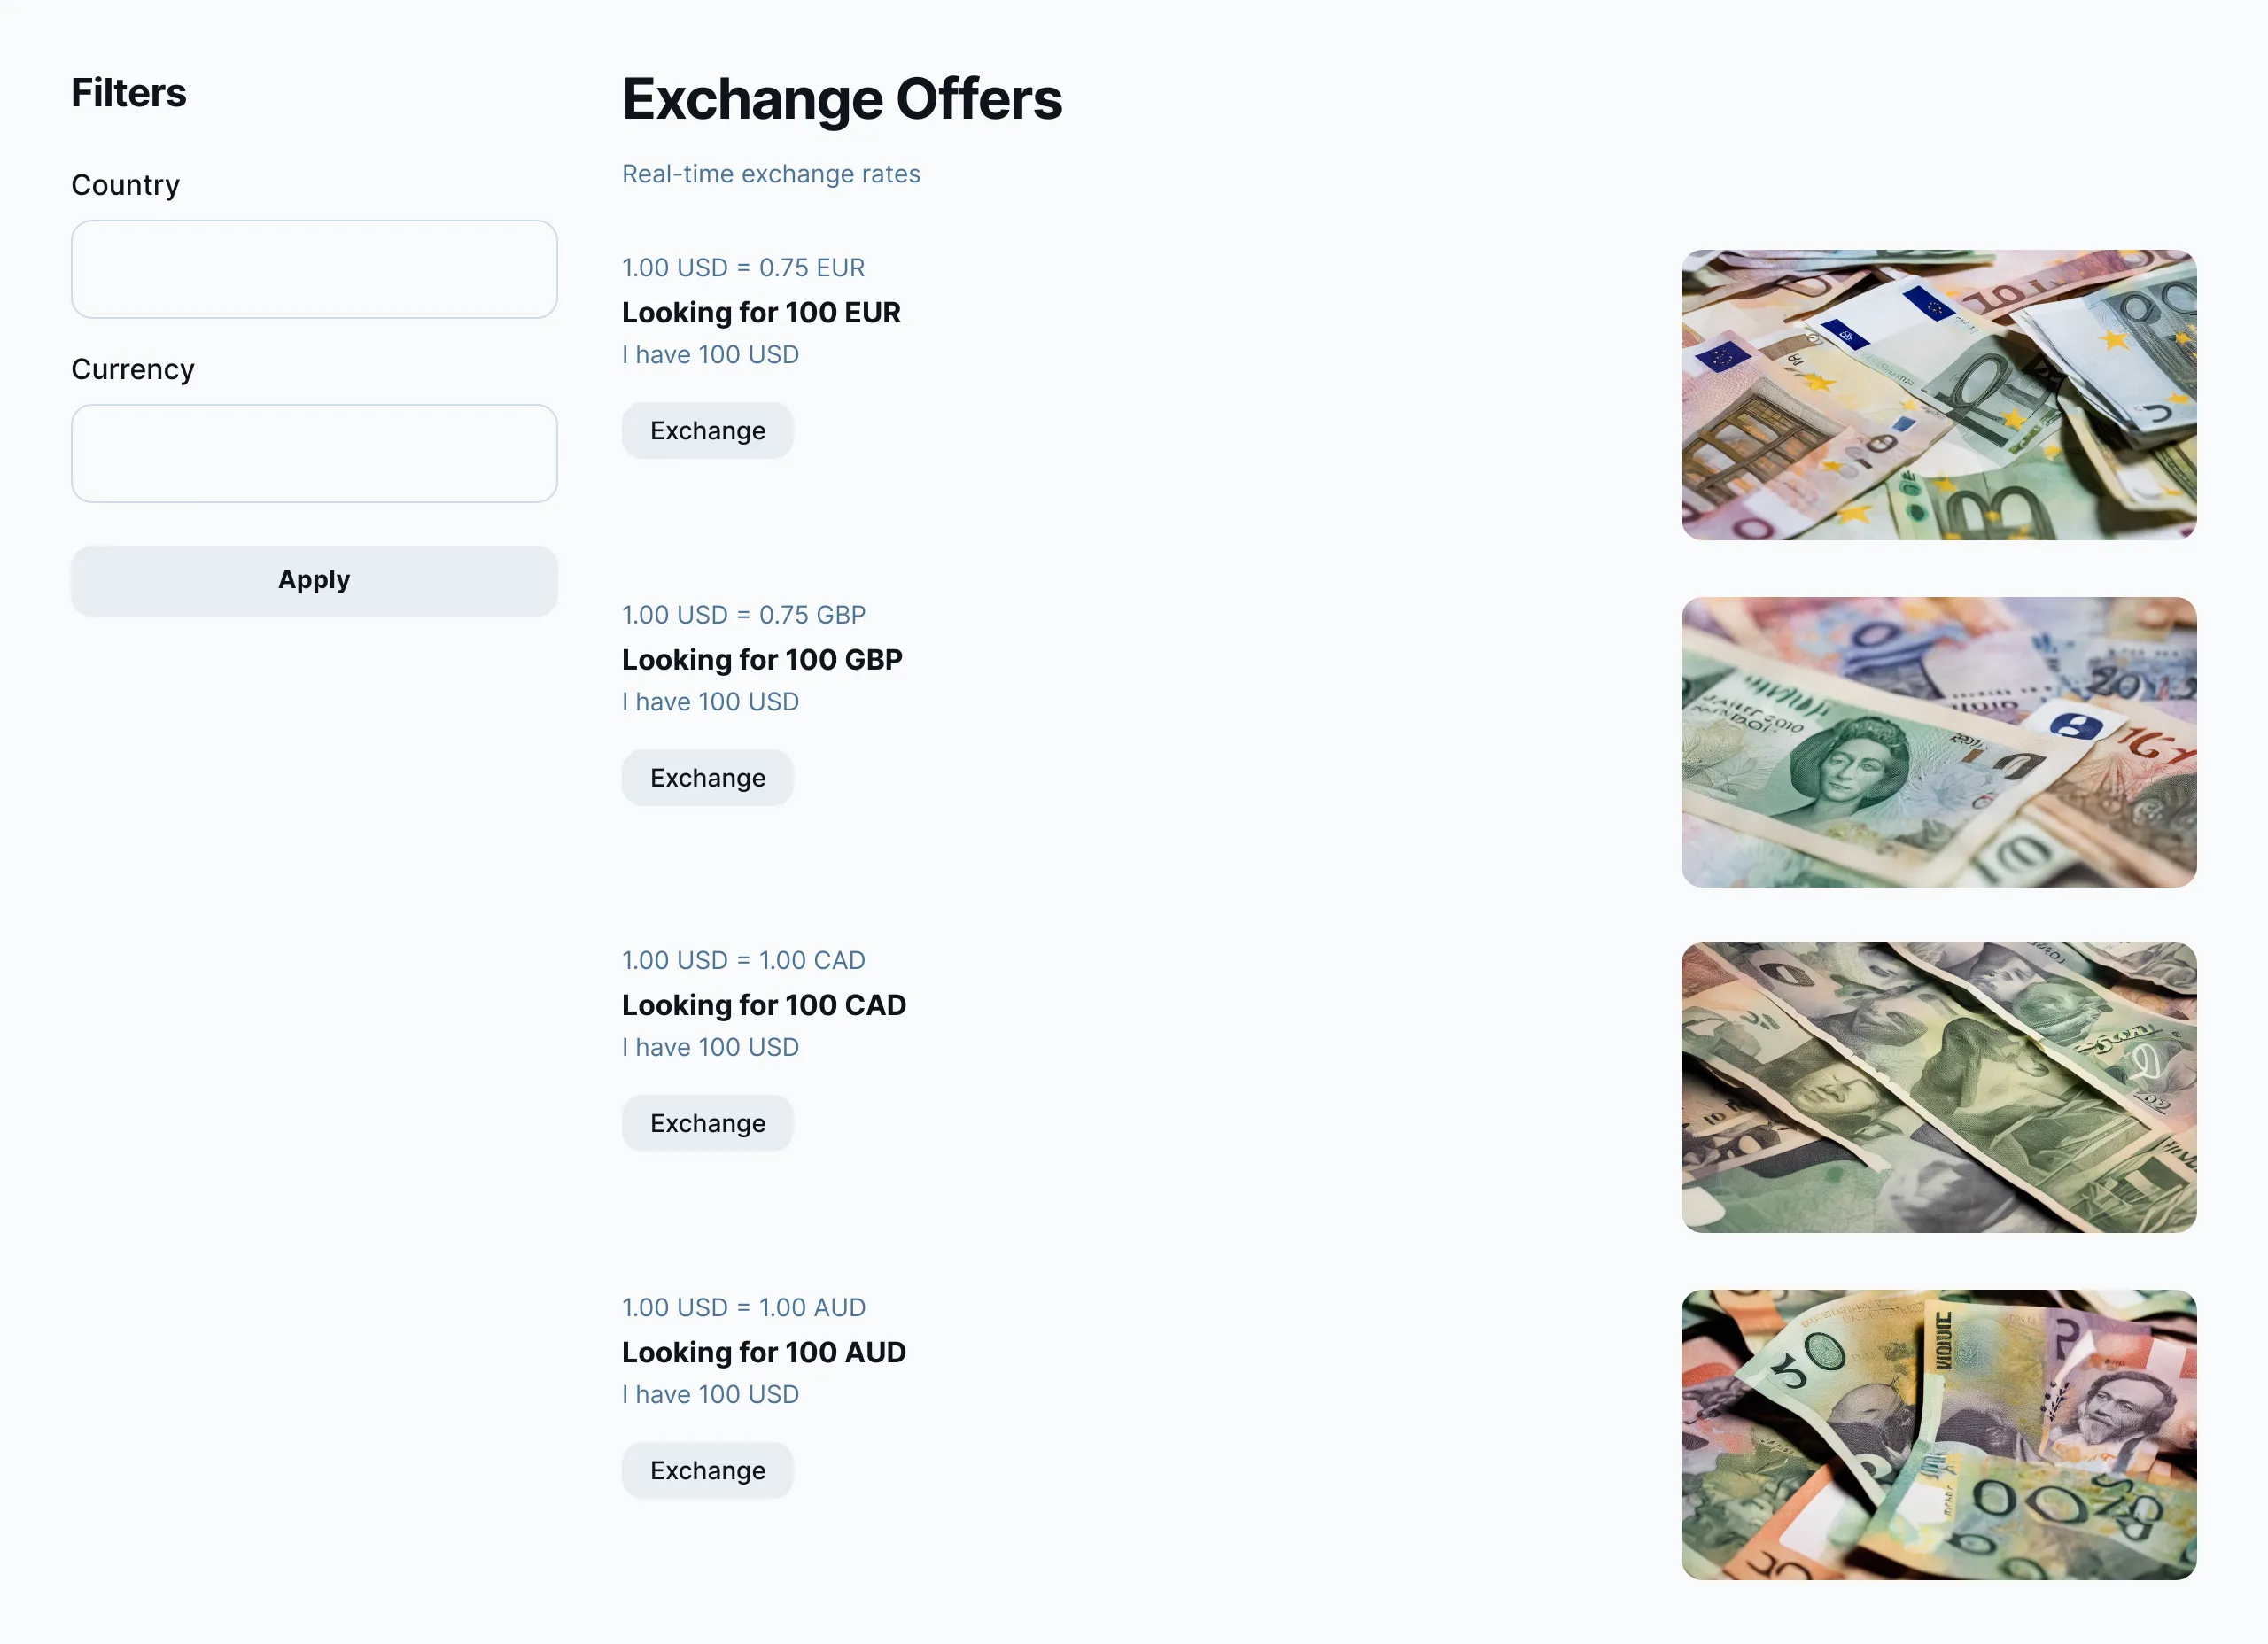 Filters
Country
Currency
Apply
Exchange Offers
Real-time exchange rates
1.00 USD = 0.75 EUR
Looking for 100 EUR
I have 100 USD
Exchange
1.00 USD = 0.75 GBP
Looking for 100 GBP
I have 100 USD
Exchange
1.00 USD = 1.00 CAD
Looking for 100 CAD
I have 100 USD
Exchange
1.00 USD = 1.00 AUD
Looking for 100 AUD
I have 100 USD
Exchange